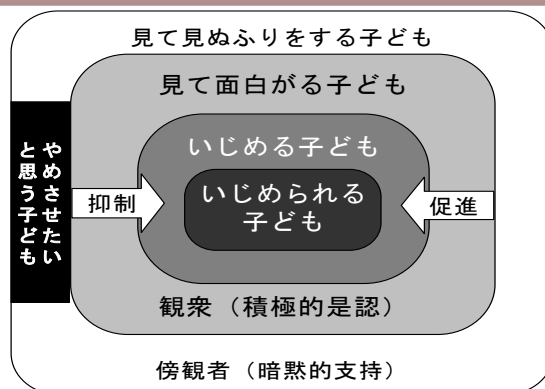 見て見ぬふりをする子ども
見て面白がる子ども
いじめる子ども
いじめられる
子ども
やめさせたい
と思う子ども
抑制
促進
観衆（積極的是認）
傍観者（暗黙的支持）